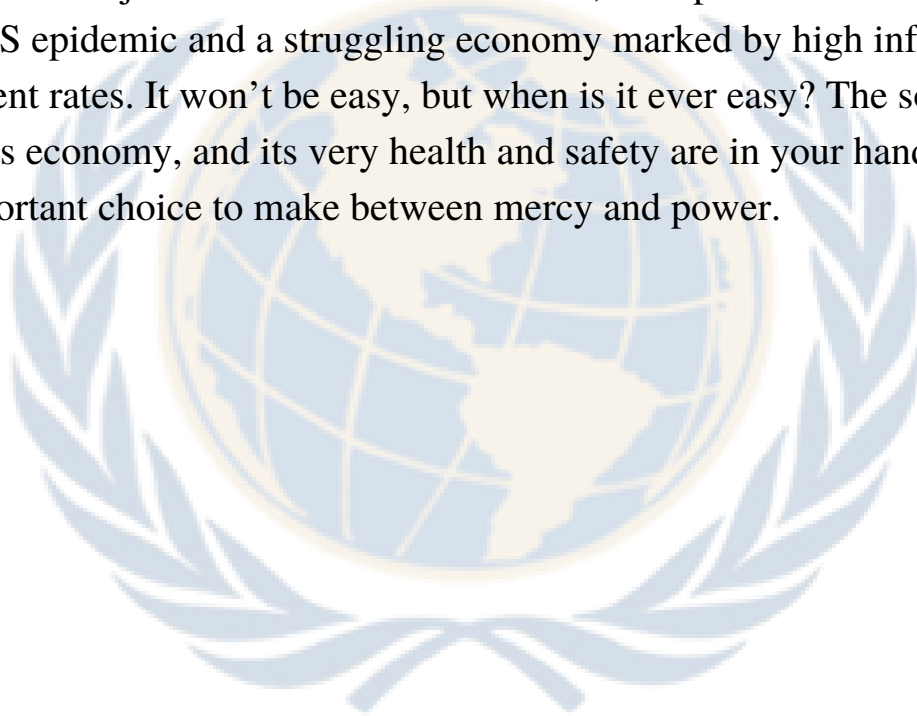 S epidemic and a struggling economy marked by high inf
ent rates. It won’t be easy, but when is it ever easy? The s
s economy, and its very health and safety are in your hand
ortant choice to make between mercy and power.